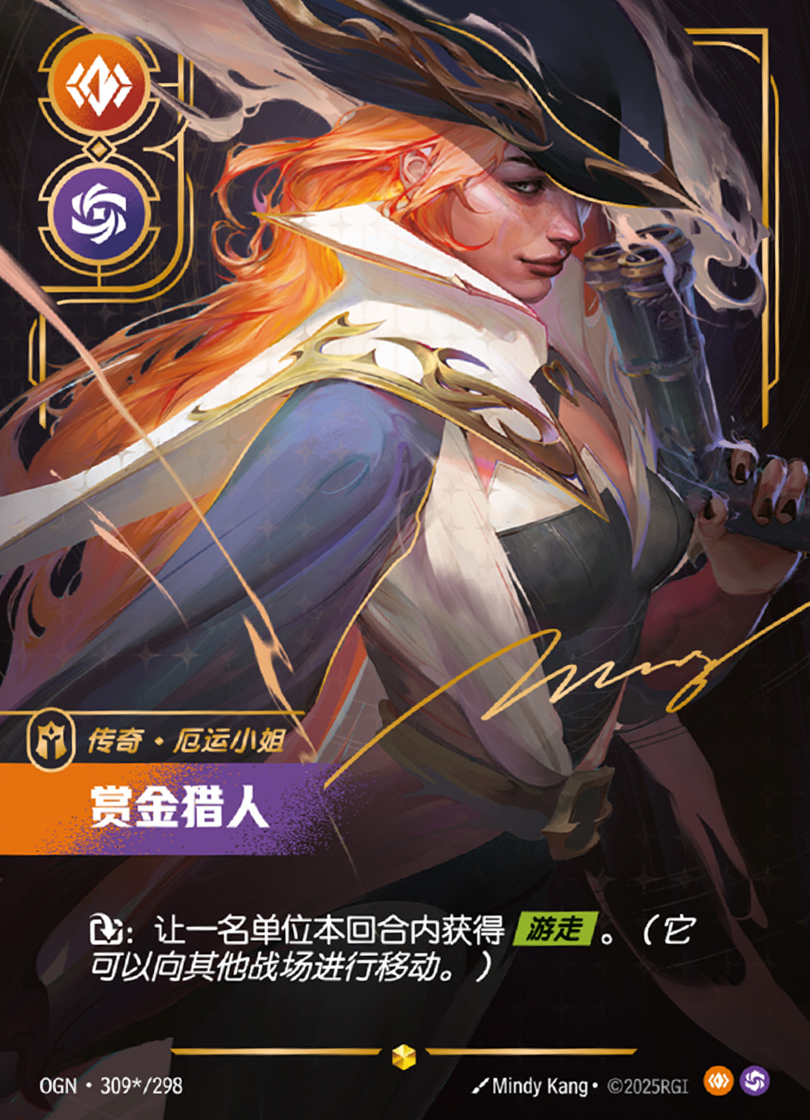 传奇 • 厄运小姐
赏金猎人
：让一名单位本回合内获得 游走 。（它
可以向其他战场进行移动。）
OGN • 309*/298
Mindy Kang • ©2025RGI